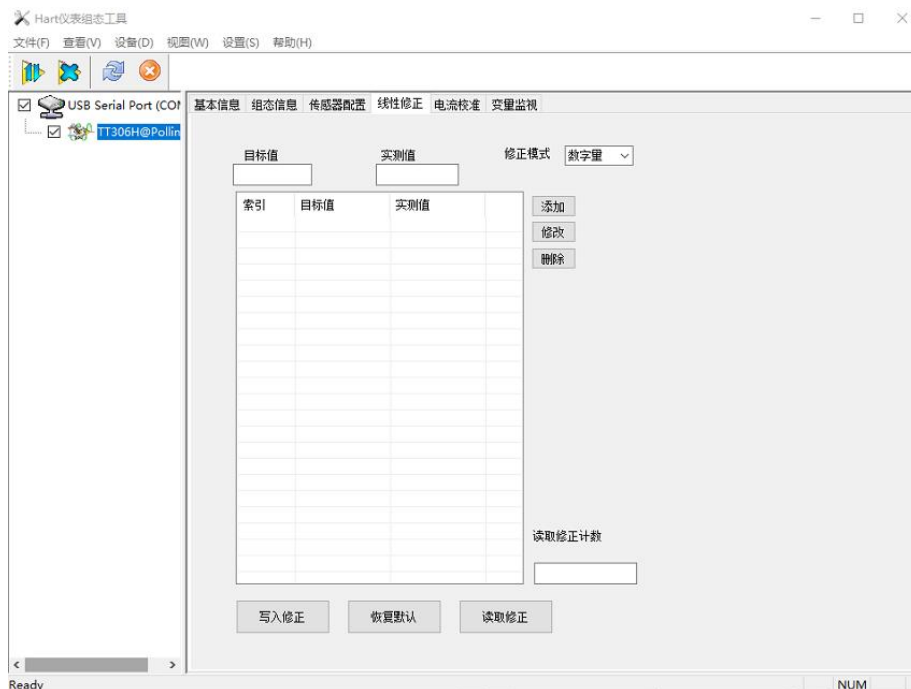 Hart仪表组态工具
文件(F) 查看(V) 设备(D) 视图(W) 设置(S) 帮助(H)
USB Serial Port (COM
基本信息 组态信息 传感器配置 线性修正 电流校准 变量监视
TT306H@Pollin
目标值 实测值 修正模式 数字量
索引 目标值 实测值
添加
修改
删除
读取修正计数
写入修正 恢复默认 读取修正
Ready NUM